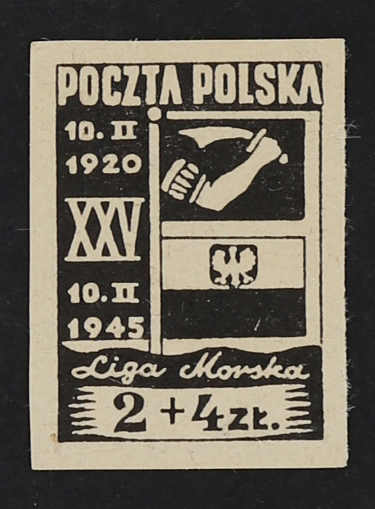 POCZTA POLSKA
10. II
1920
XXV
10. II
1945
Liga Morska
2 + 4 ZŁ.